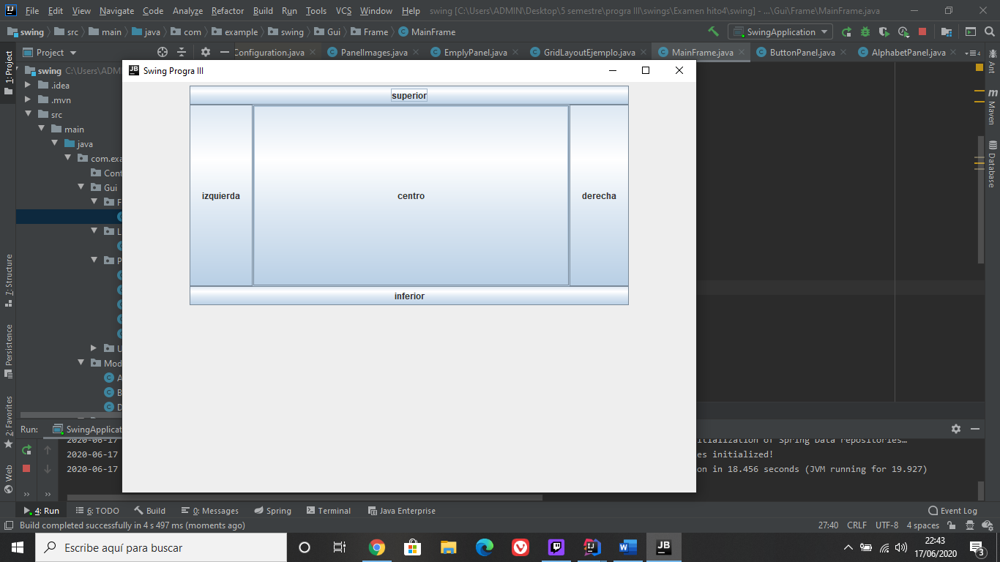 File Edit View Navigate Code Analyze Refactor Build Run Tools VCS Window Help swing [C:\Users\ADMIN\Desktop\5 semestre\progra III\swings\Examen hito4\swing] - ...\Gui\Frame\MainFrame.java
swing src main java com example swing Gui Frame MainFrame SwingApplication
1: Project Project Configuration.java PanelImages.java EmplyPanel.java GridLayoutEjemplo.java MainFrame.java ButtonPanel.java AlphabetPanel.java 4
Ant
Maven
Database
swing C:\Users\ADM
.idea
.mvn
src
main
java
com.exa
Cont
Gui
F
L
P
U
Mod
A
B
D
Swing Progra III
superior
izquierda centro derecha
inferior
7: Structure
Persistence
2: Favorites
Web
Run: SwingApplicat
2020-06-17 itialization of Spring Data repositories…
2020-06-17 es initialized!
2020-06-17 on in 18.456 seconds (JVM running for 19.927)
4: Run 6: TODO Build 0: Messages Spring Terminal Java Enterprise Event Log
Build completed successfully in 4 s 497 ms (moments ago) 27:40 CRLF UTF-8 4 spaces
Escribe aquí para buscar
22:43
17/06/2020
3